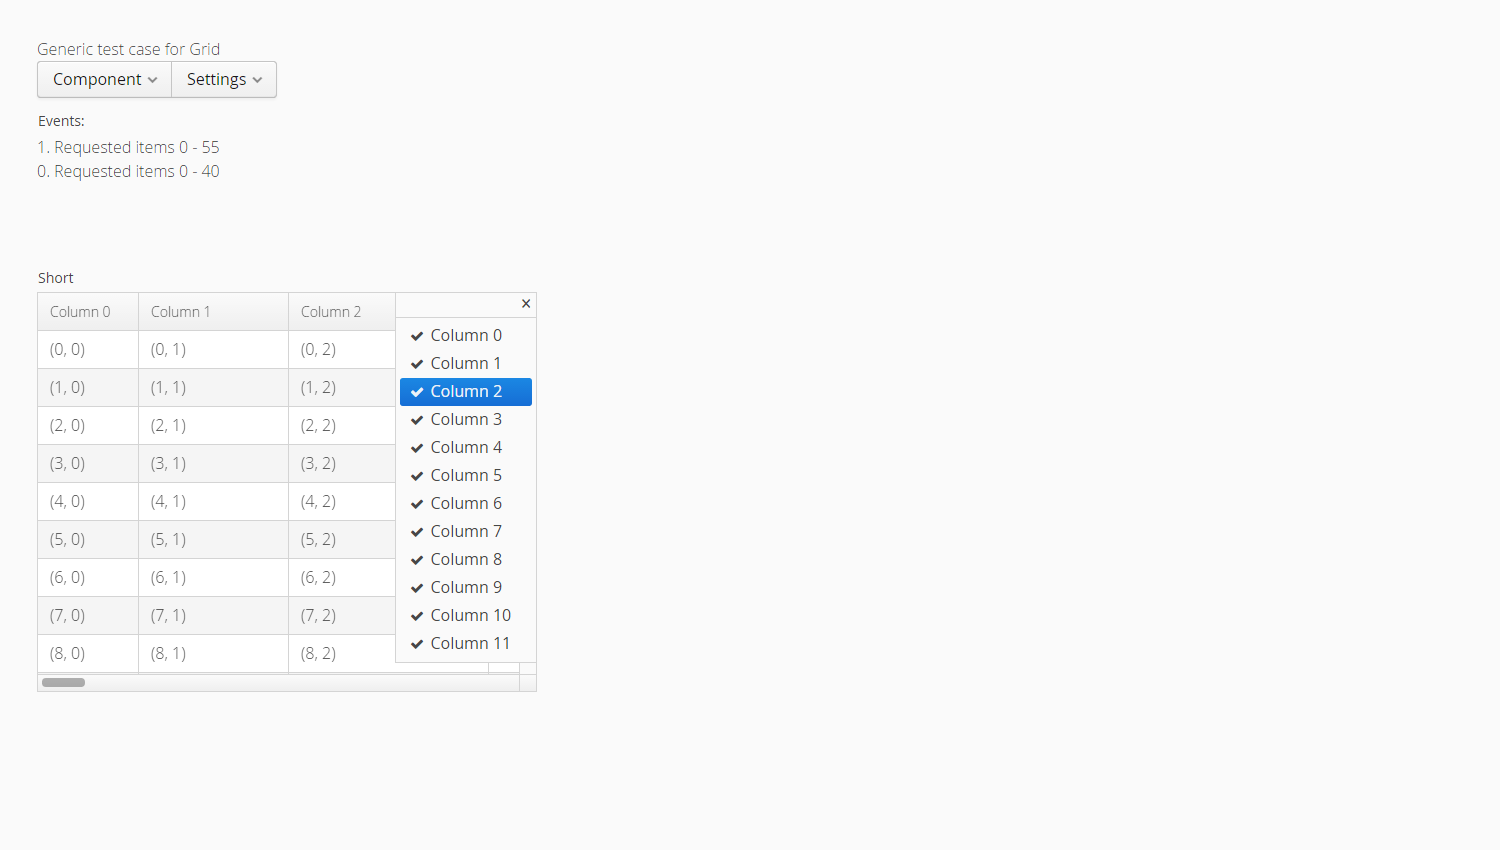 Generic test case for Grid
Component Settings
Events:
1. Requested items 0 - 55
0. Requested items 0 - 40
Short
Column 0 Column 1 Column 2
(0, 0) (0, 1) (0, 2)
(1, 0) (1, 1) (1, 2)
(2, 0) (2, 1) (2, 2)
(3, 0) (3, 1) (3, 2)
(4, 0) (4, 1) (4, 2)
(5, 0) (5, 1) (5, 2)
(6, 0) (6, 1) (6, 2)
(7, 0) (7, 1) (7, 2)
(8, 0) (8, 1) (8, 2)
Column 0
Column 1
Column 2
Column 3
Column 4
Column 5
Column 6
Column 7
Column 8
Column 9
Column 10
Column 11